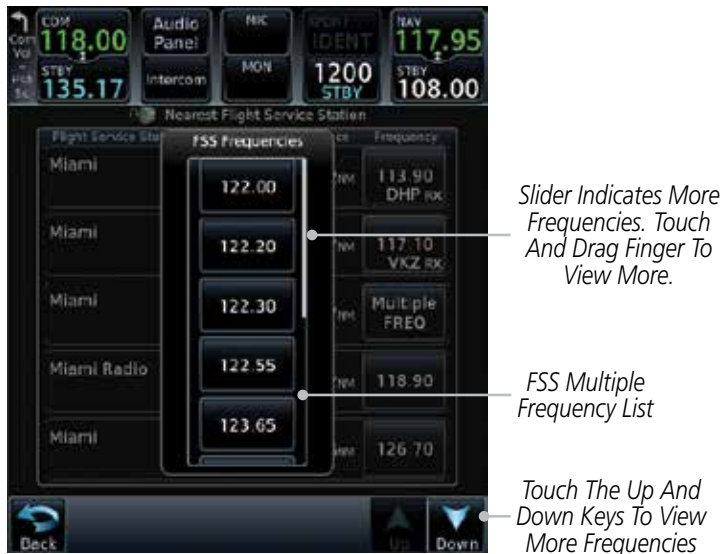 COM
118.00
Com
Vol
Audio
Panel
MIC
IDENT
NAV
117.95
STBY
135.17
Intercom
MON
1200
STBY
STBY
108.00
Nearest Flight Service Station
Flight Service
FSS Frequencies
Frequency
Miami
122.00
NM
113.90
DHP RX
Miami
122.20
NM
117.10
VKZ RX
Miami
122.30
NM
Multiple
FREQ
Miami Radio
122.55
NM
118.90
Miami
123.65
NM
126.70
Back
Up
Down
Slider Indicates More
Frequencies. Touch
And Drag Finger To
View More.
FSS Multiple
Frequency List
Touch The Up And
Down Keys To View
More Frequencies